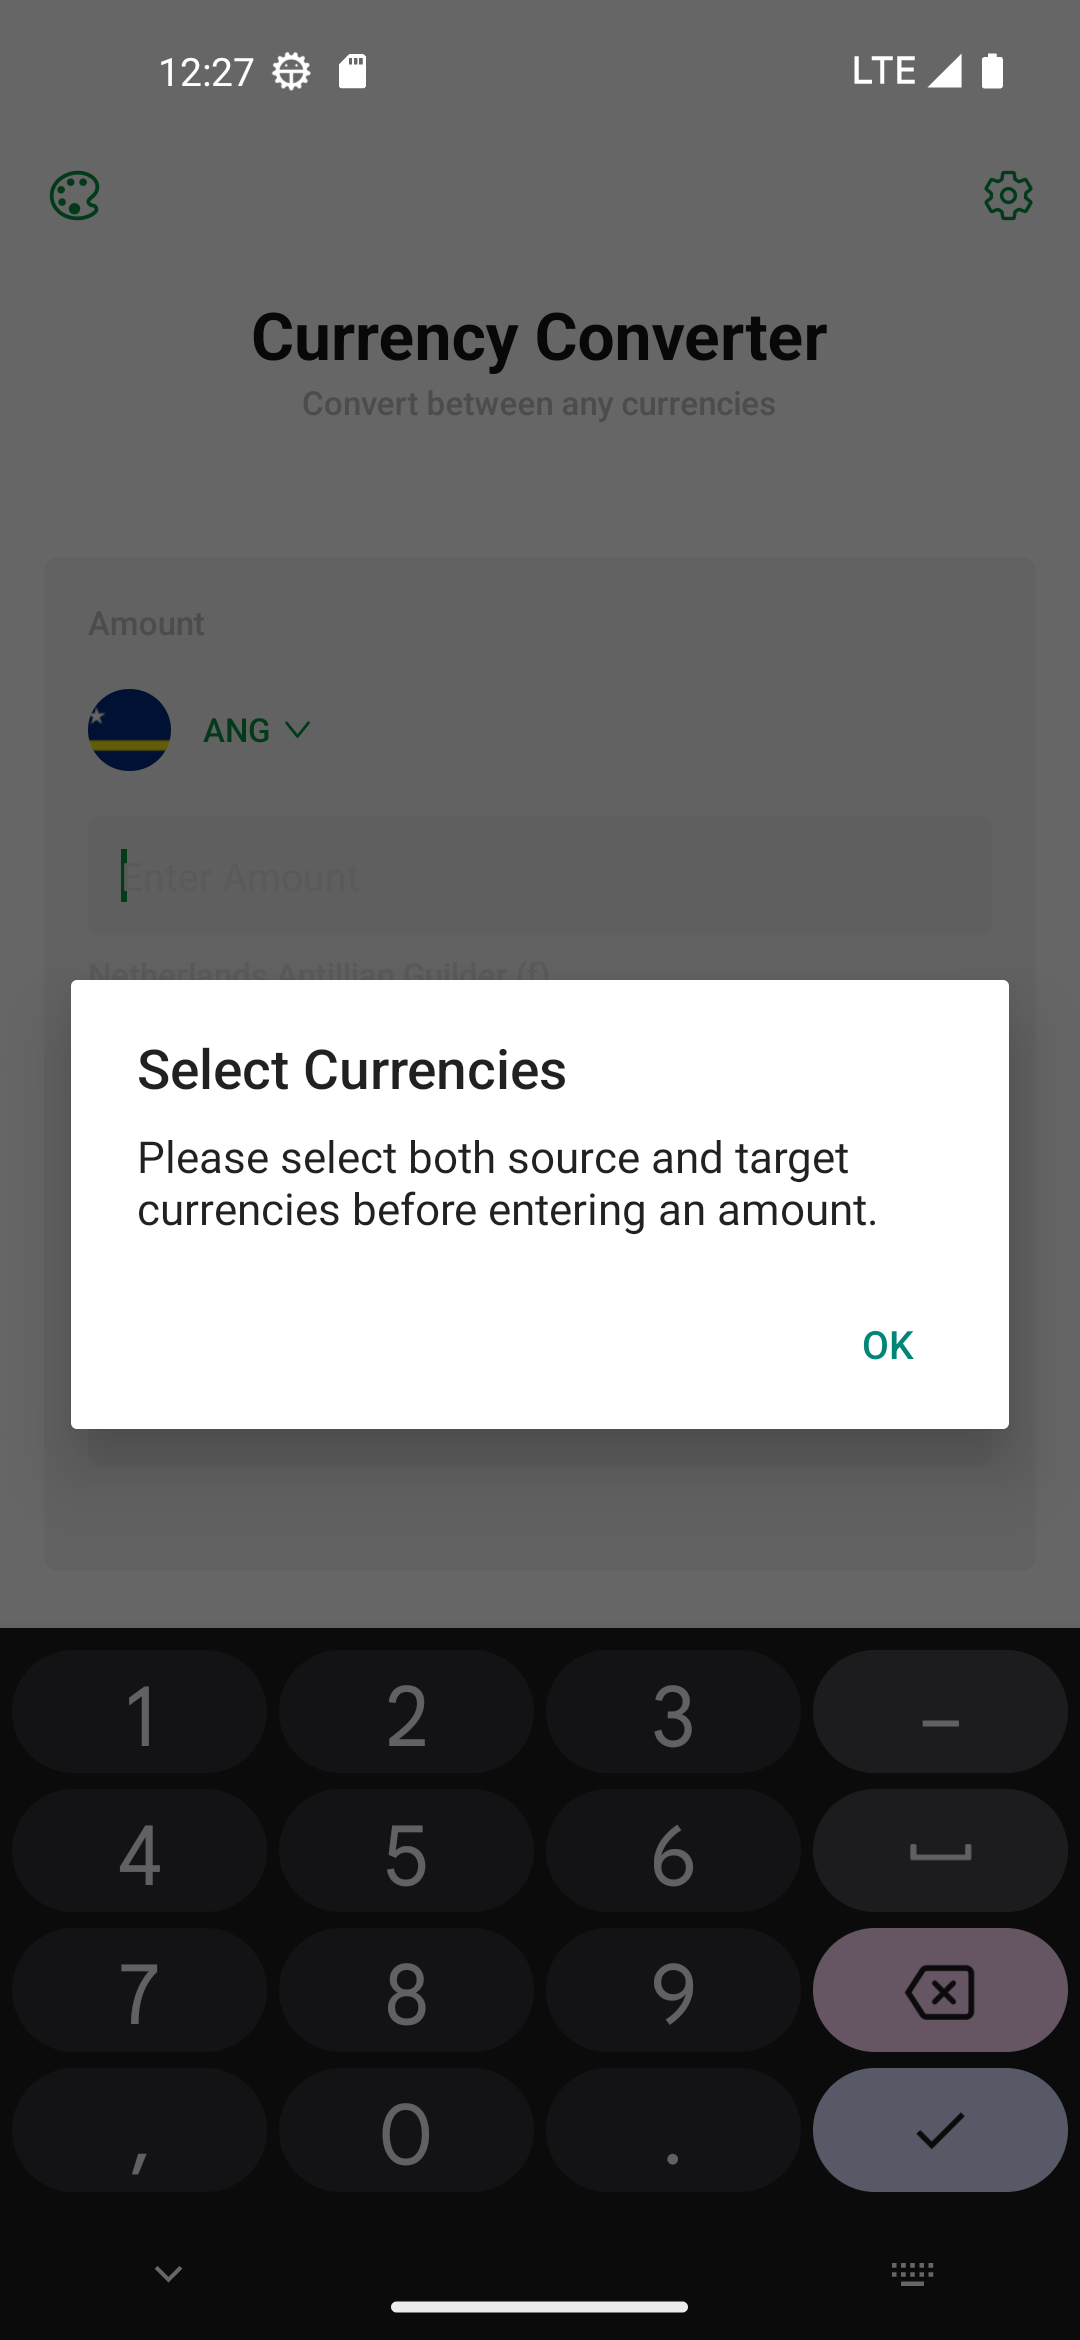 12:27
LTE
Currency Converter
Convert between any currencies
Amount
ANG
Enter Amount
Netherlands Antillian Guilder (f)
Select Currencies
Please select both source and target
currencies before entering an amount.
OK
1 2 3 –
4 5 6
7 8 9
, 0 .